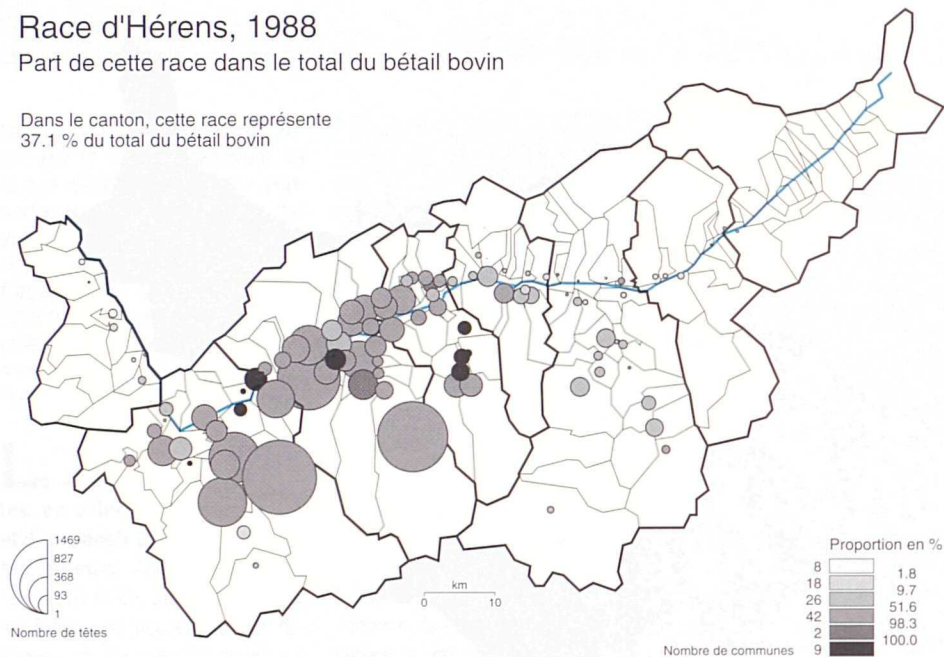 Race d'Hérens, 1988
Part de cette race dans le total du bétail bovin
Dans le canton, cette race représente
37.1 % du total du bétail bovin
1469
827
368
93
1
Nombre de têtes
km
0 10
Proportion en %
8
1.8
18
9.7
26
51.6
42
98.3
2
100.0
9
Nombre de communes